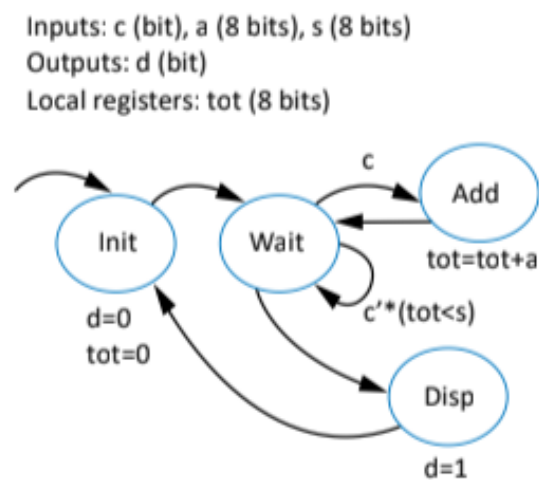 Inputs: c (bit), a (8 bits), s (8 bits)
Outputs: d (bit)
Local registers: tot (8 bits)
c
Add
Init
Wait
tot=tot+a
c’*(tot<s)
d=0
tot=0
Disp
d=1